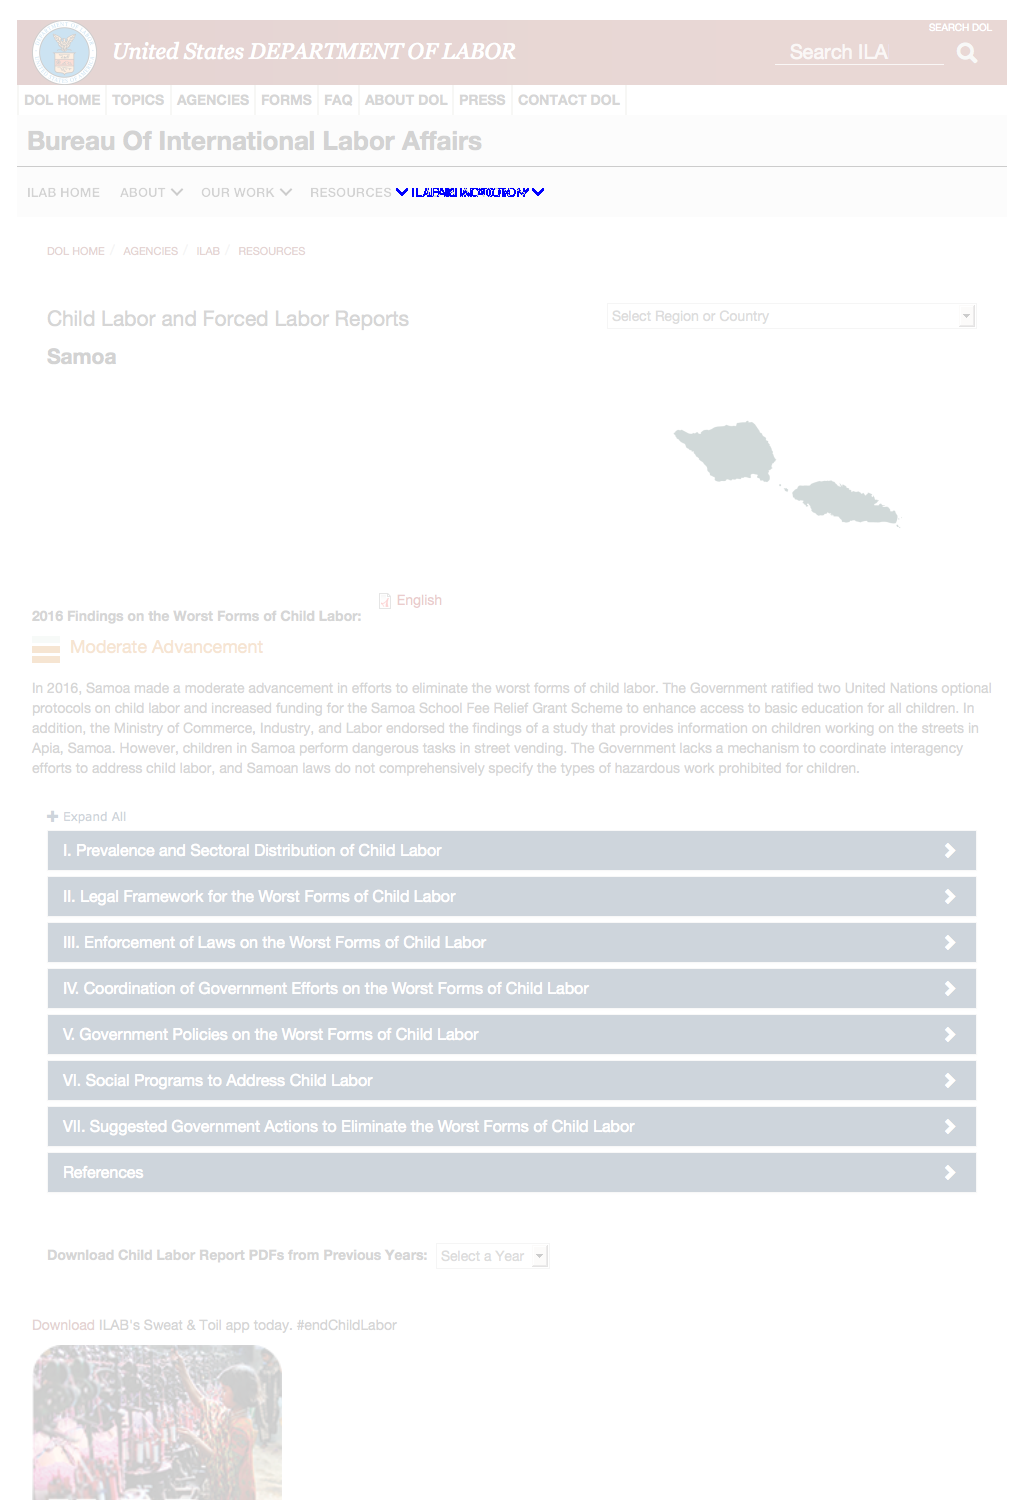 SEARCH DOL
United States DEPARTMENT OF LABOR
Search ILA
DOL HOME TOPICS AGENCIES FORMS FAQ ABOUT DOL PRESS CONTACT DOL
Bureau Of International Labor Affairs
ILAB HOME ABOUT OUR WORK RESOURCES
DOL HOME / AGENCIES / ILAB / RESOURCES
Child Labor and Forced Labor Reports
Select Region or Country
Samoa
English
2016 Findings on the Worst Forms of Child Labor:
Moderate Advancement
In 2016, Samoa made a moderate advancement in efforts to eliminate the worst forms of child labor. The Government ratified two United Nations optional
protocols on child labor and increased funding for the Samoa School Fee Relief Grant Scheme to enhance access to basic education for all children. In
addition, the Ministry of Commerce, Industry, and Labor endorsed the findings of a study that provides information on children working on the streets in
Apia, Samoa. However, children in Samoa perform dangerous tasks in street vending. The Government lacks a mechanism to coordinate interagency
efforts to address child labor, and Samoan laws do not comprehensively specify the types of hazardous work prohibited for children.
Expand All
I. Prevalence and Sectoral Distribution of Child Labor
II. Legal Framework for the Worst Forms of Child Labor
III. Enforcement of Laws on the Worst Forms of Child Labor
IV. Coordination of Government Efforts on the Worst Forms of Child Labor
V. Government Policies on the Worst Forms of Child Labor
VI. Social Programs to Address Child Labor
VII. Suggested Government Actions to Eliminate the Worst Forms of Child Labor
References
Download Child Labor Report PDFs from Previous Years: Select a Year
Download ILAB's Sweat & Toil app today. #endChildLabor